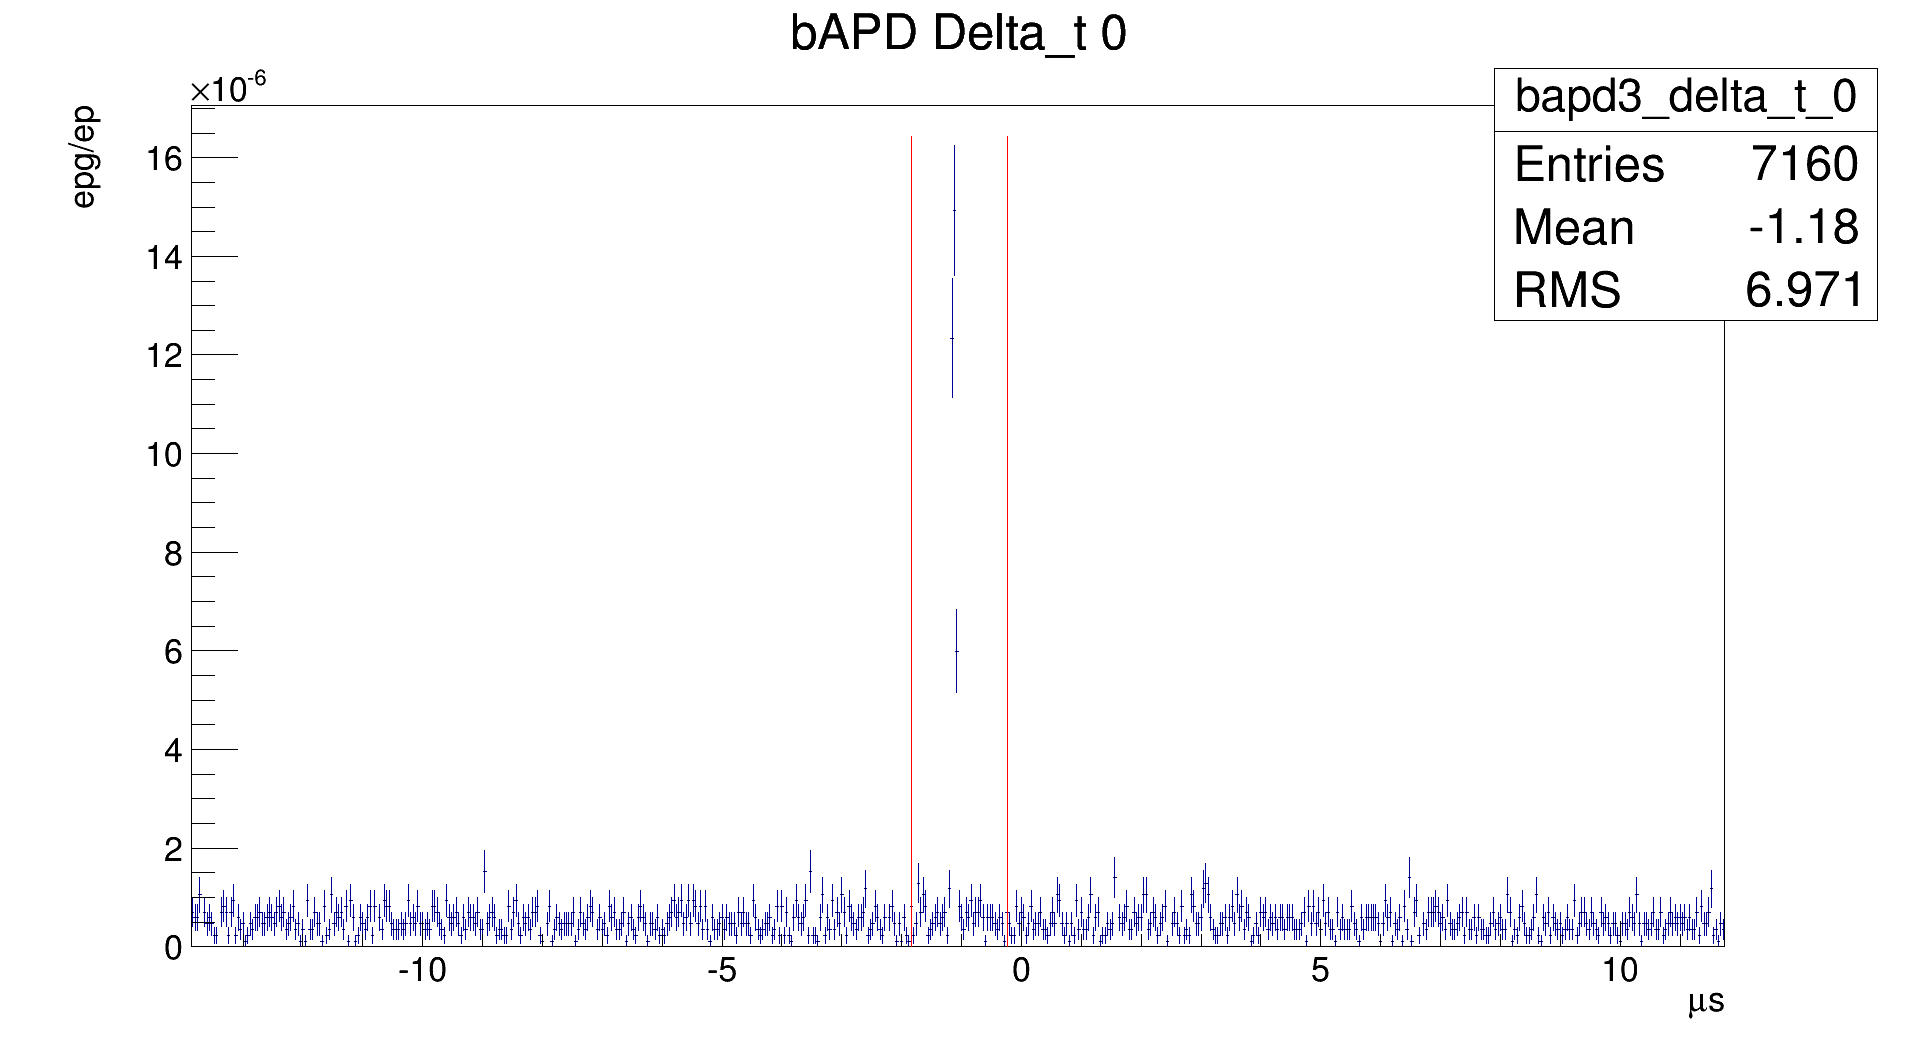 bAPD Delta_t 0
×10-6
epg/ep
bapd3_delta_t_0
Entries 7160
Mean -1.18
RMS 6.971
16
14
12
10
8
6
4
2
0
-10 -5 0 5 10
μs